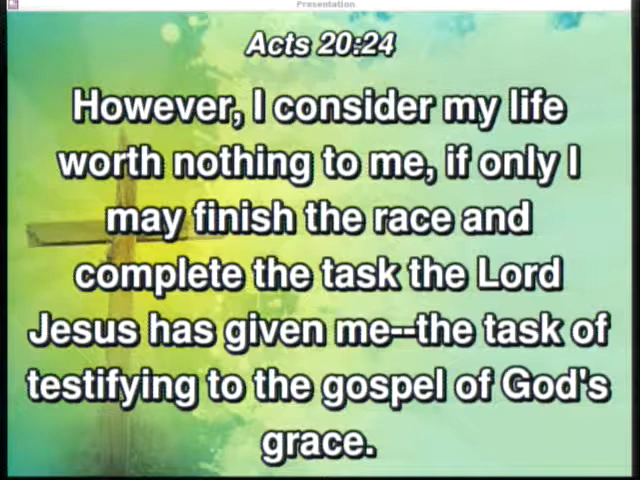 Presentation
Acts 20:24
However, I consider my life
worth nothing to me, if only I
may finish the race and
complete the task the Lord
Jesus has given me--the task of
testifying to the gospel of God's
grace.